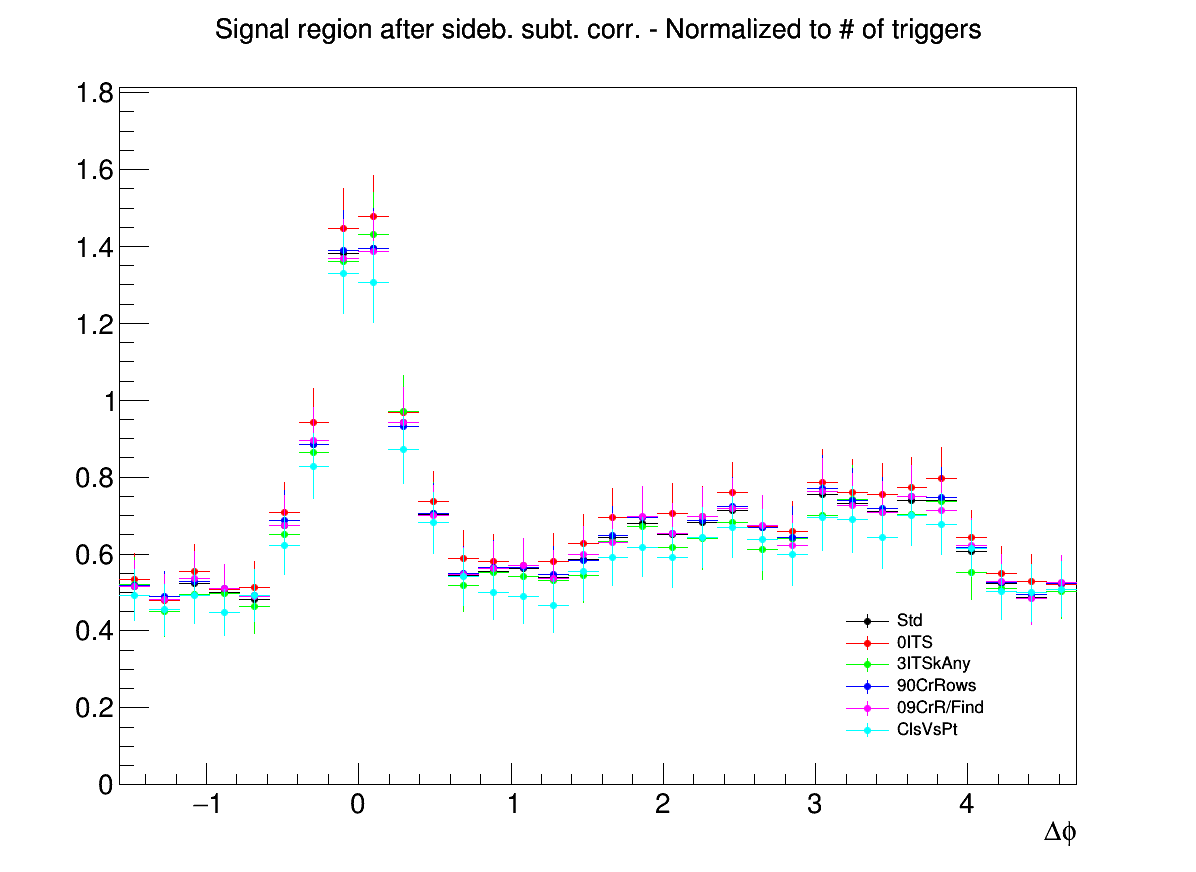 Signal region after sideb. subt. corr. - Normalized to # of triggers
1.8
1.6
1.4
1.2
1
0.8
0.6
0.4
0.2
0
−1 0 1 2 3 4
Δϕ
Std
0ITS
3ITSkAny
90CrRows
09CrR/Find
ClsVsPt